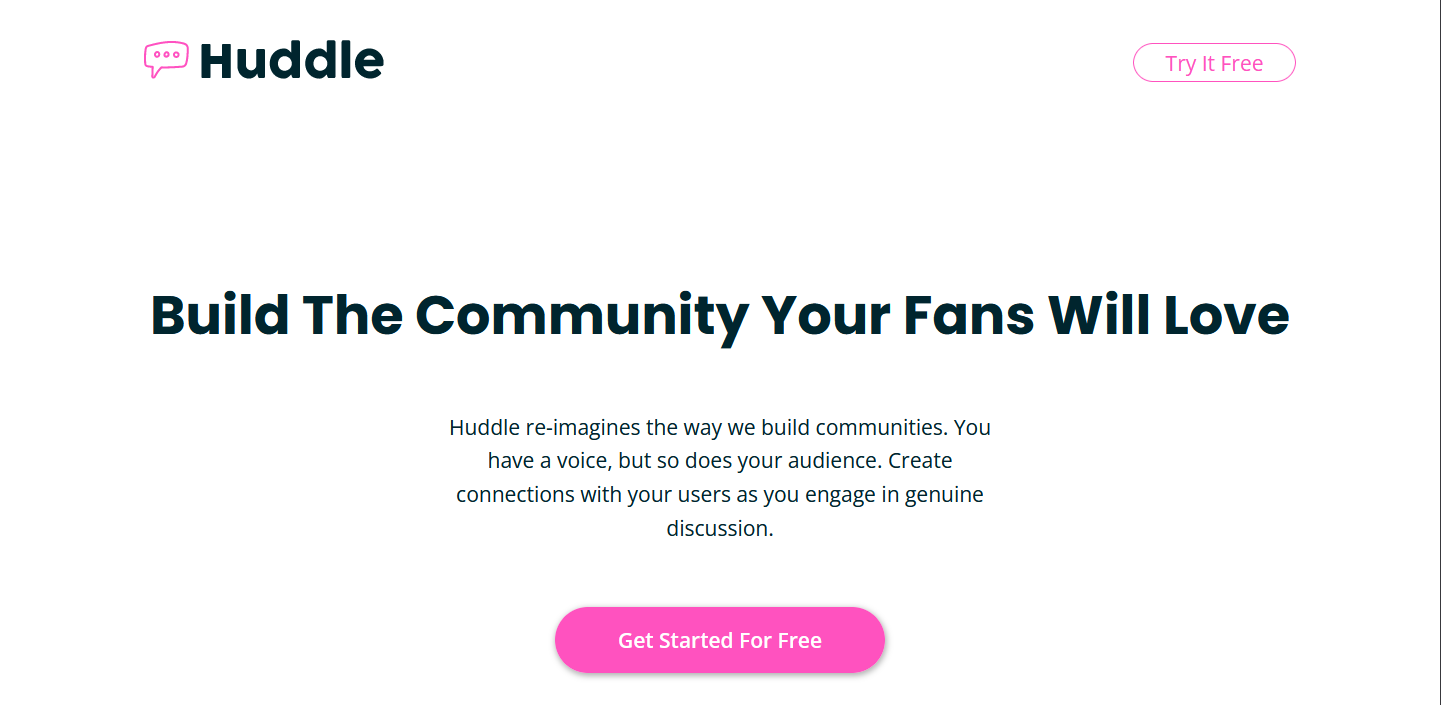 Huddle
Try It Free
Build The Community Your Fans Will Love
Huddle re-imagines the way we build communities. You
have a voice, but so does your audience. Create
connections with your users as you engage in genuine
discussion.
Get Started For Free